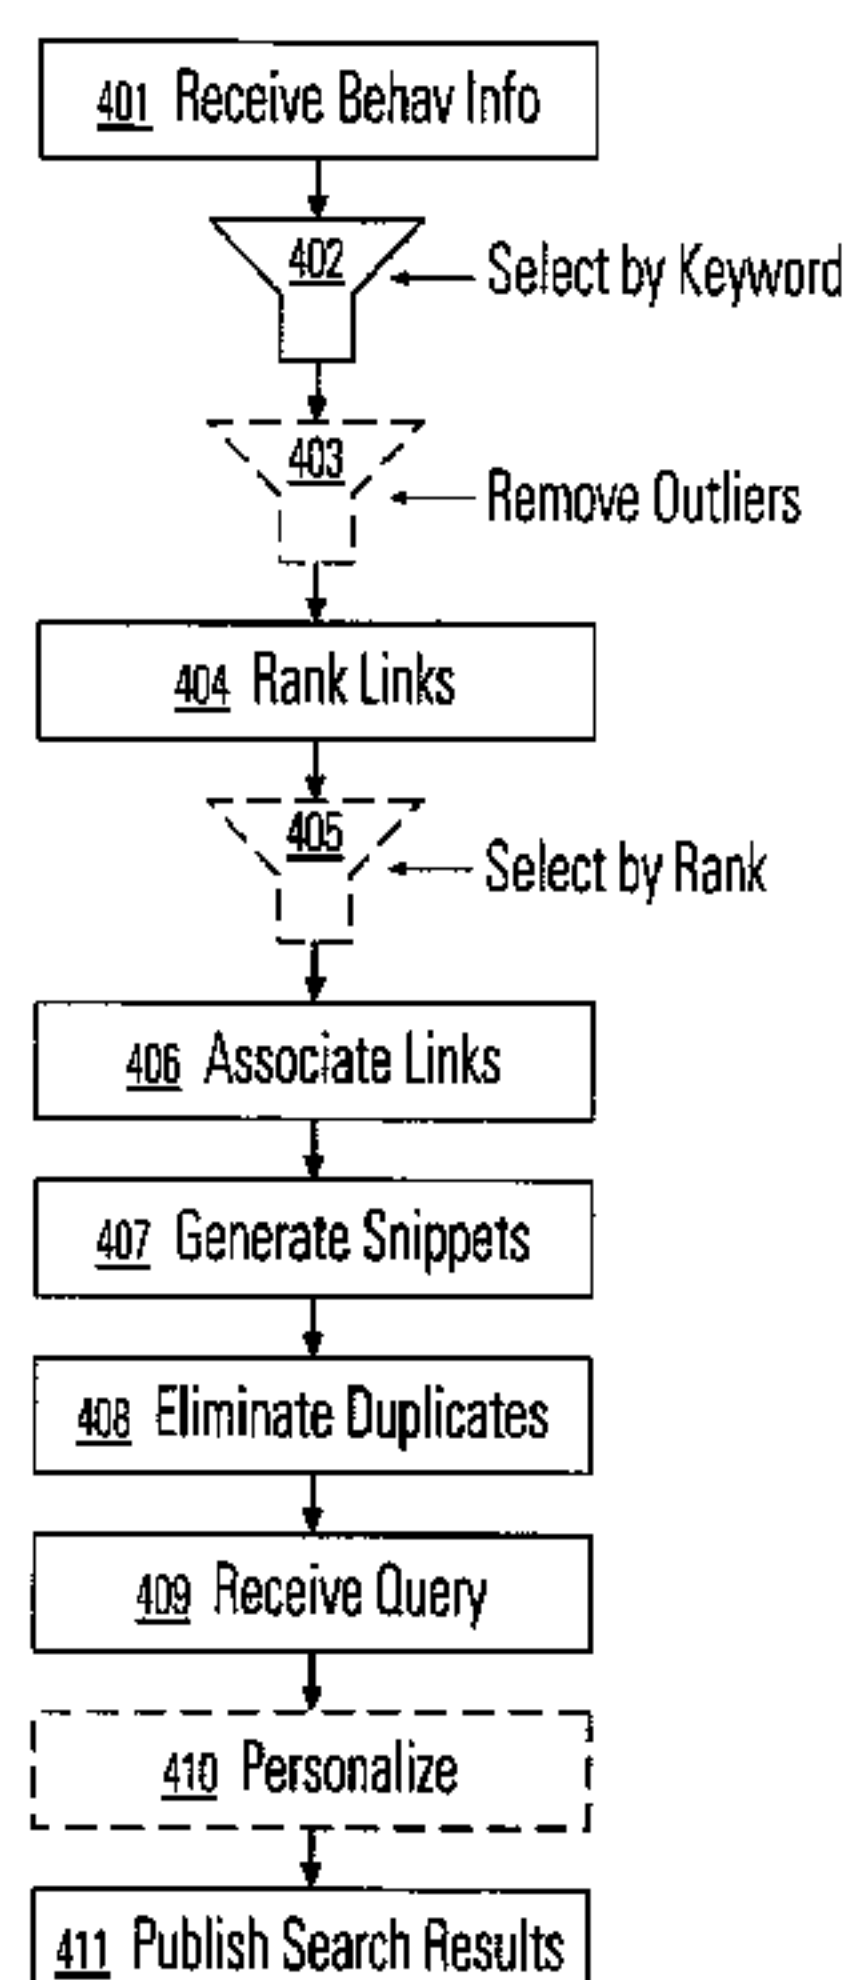 401 Receive Behav Info
402
Select by Keyword
403
Remove Outliers
404 Rank Links
405
Select by Rank
406 Associate Links
407 Generate Snippets
408 Eliminate Duplicates
409 Receive Query
410 Personalize
411 Publish Search Results